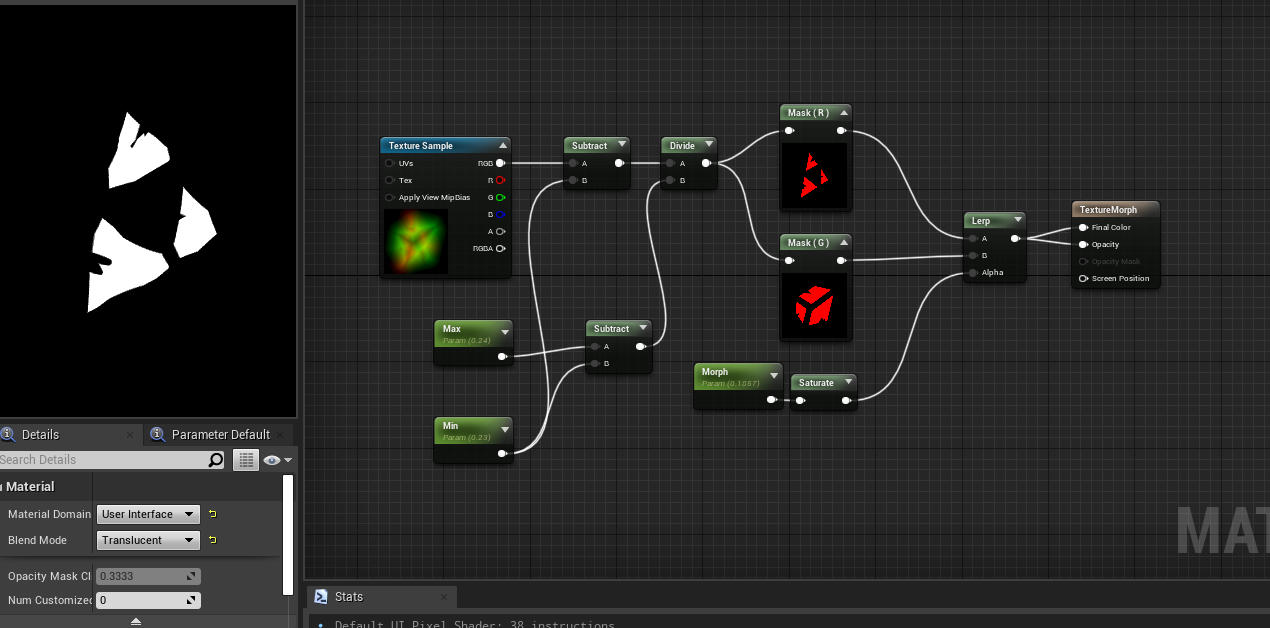 Mask ( R )
Texture Sample
UVs
RGB
Tex
R
Apply View MipBias
G
B
A
RGBA
Subtract
A
B
Divide
A
B
Mask ( G )
Lerp
A
B
Alpha
TextureMorph
Final Color
Opacity
Opacity Mask
Screen Position
Max
Param (0.24)
Subtract
A
B
Morph
Saturate
Min
Param (0.23)
MAT
Details
Parameter Default
Search Details
Material
Material Domain
User Interface
Blend Mode
Translucent
Opacity Mask Cl
0.3333
Num Customized
0
Stats
Default UI Pixel Shader: 38 instructions